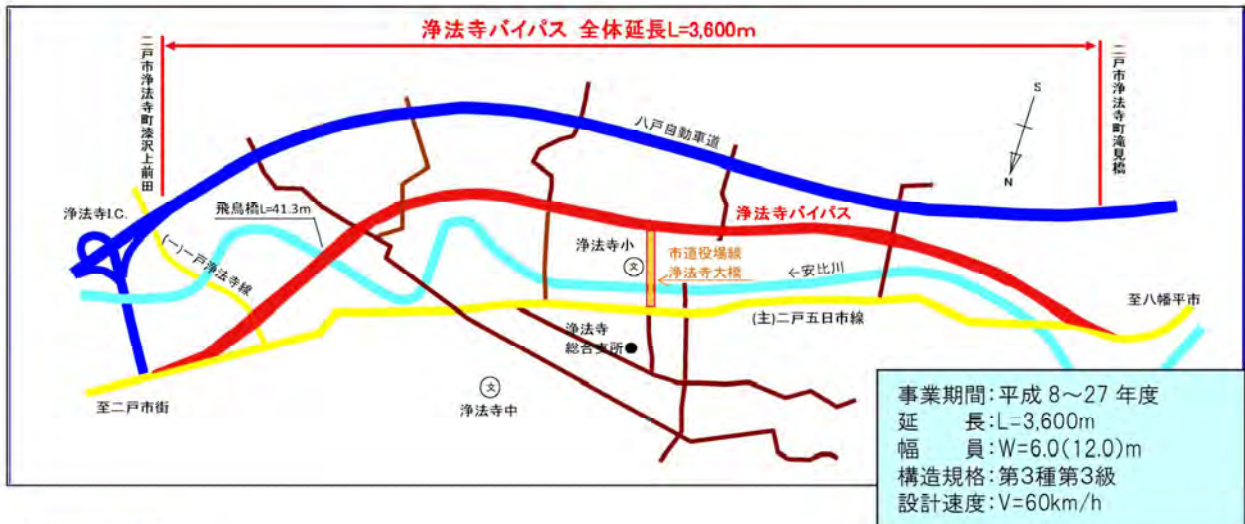 浄法寺バイパス 全体延長L=3,600m
二戸市浄法寺町漆沢上前田
二戸市浄法寺町滝見橋
S
N
八戸自動車道
浄法寺I.C.
飛鳥橋L=41.3m
浄法寺バイパス
(一)一戸浄法寺線
浄法寺小
文
市道役場線
浄法寺大橋
←安比川
至八幡平市
(主)二戸五日市線
浄法寺
総合支所●
文
浄法寺中
至二戸市街
事業期間:平成 8～27 年度
延　　長:L=3,600m
幅　　員:W=6.0(12.0)m
構造規格:第3種第3級
設計速度:V=60km/h